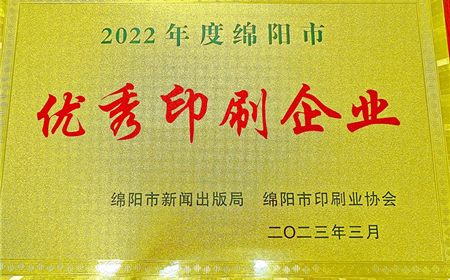 2022年度绵阳市
优秀印刷企业
绵阳市新闻出版局 绵阳市印刷业协会
二〇二三年三月